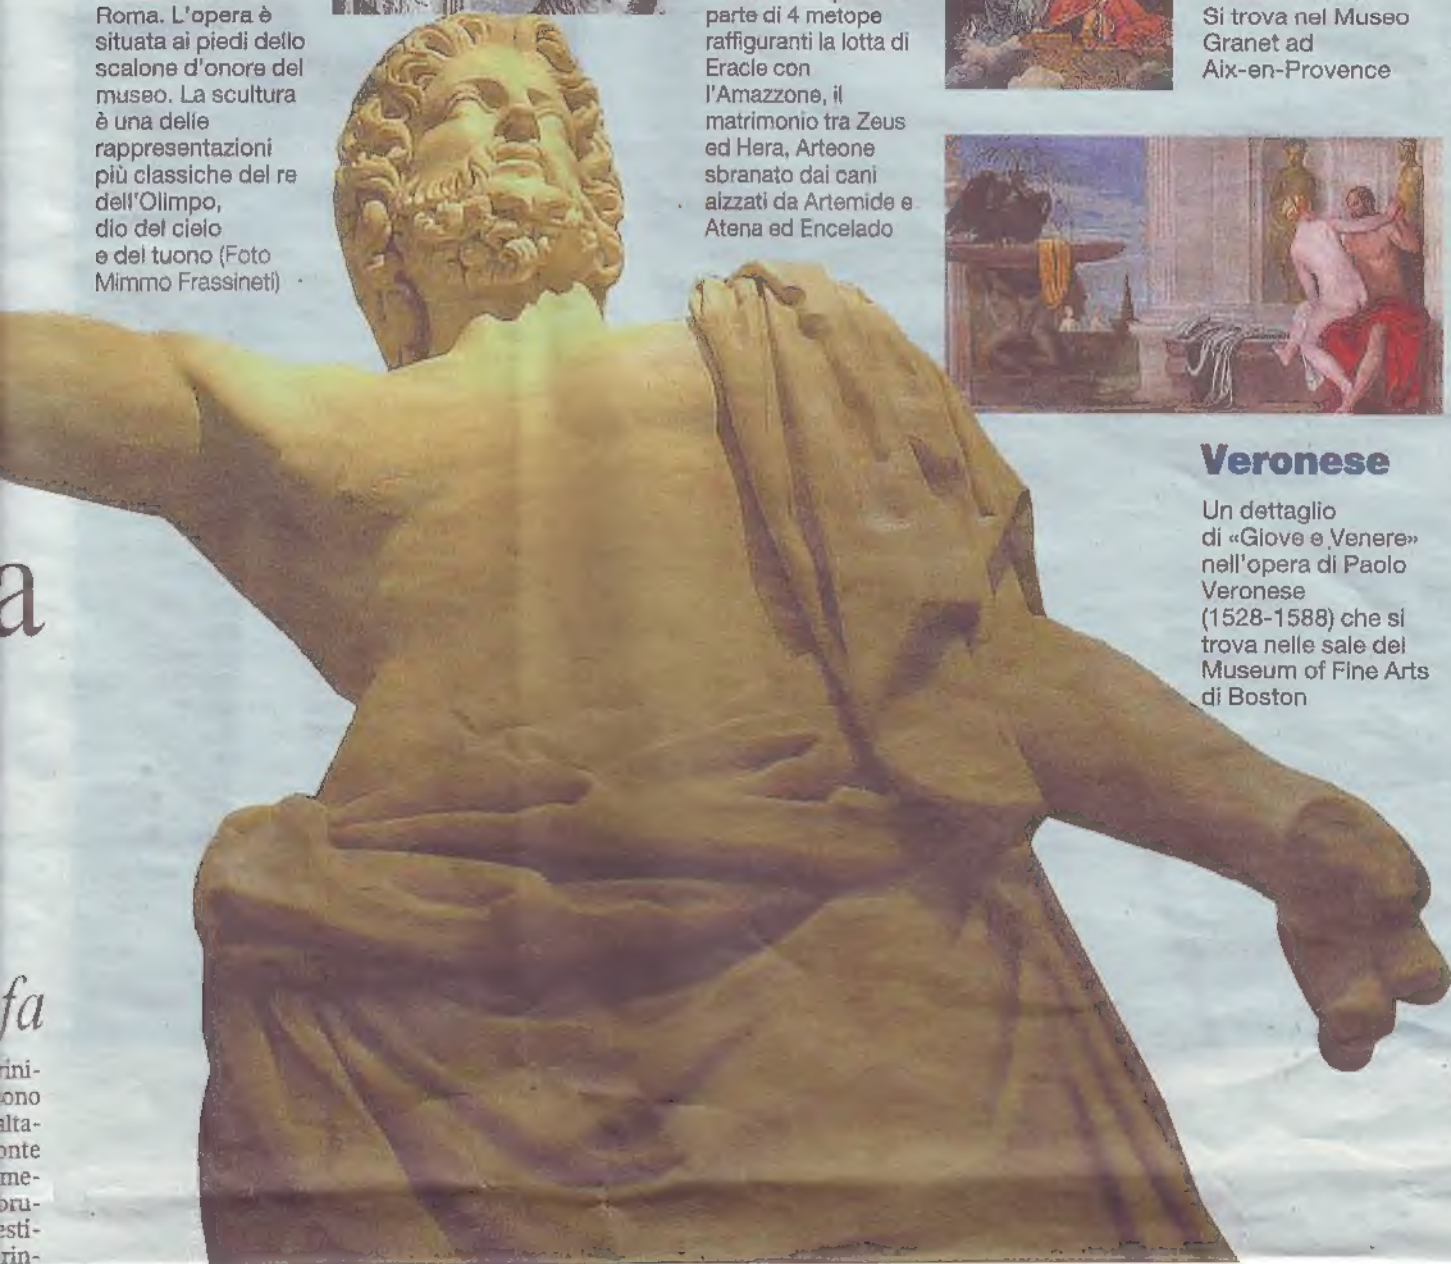 Roma. L'opera è
situata ai piedi dello
scalone d'onore del
museo. La scultura
è una delle
rappresentazioni
più classiche del re
dell'Olimpo,
dio del cielo
e del tuono (Foto
Mimmo Frassineti)
parte di 4 metope
raffiguranti la lotta di
Eracle con
l'Amazzone, il
matrimonio tra Zeus
ed Hera, Arteone
sbranato dai cani
aizzati da Artemide e
Atena ed Encelado
Si trova nel Museo
Granet ad
Aix-en-Provence
Veronese
Un dettaglio
di «Giove e Venere»
nell'opera di Paolo
Veronese
(1528-1588) che si
trova nelle sale del
Museum of Fine Arts
di Boston
a
fa
rini-
ono
alta-
onte
me-
oru-
esti-
rin-